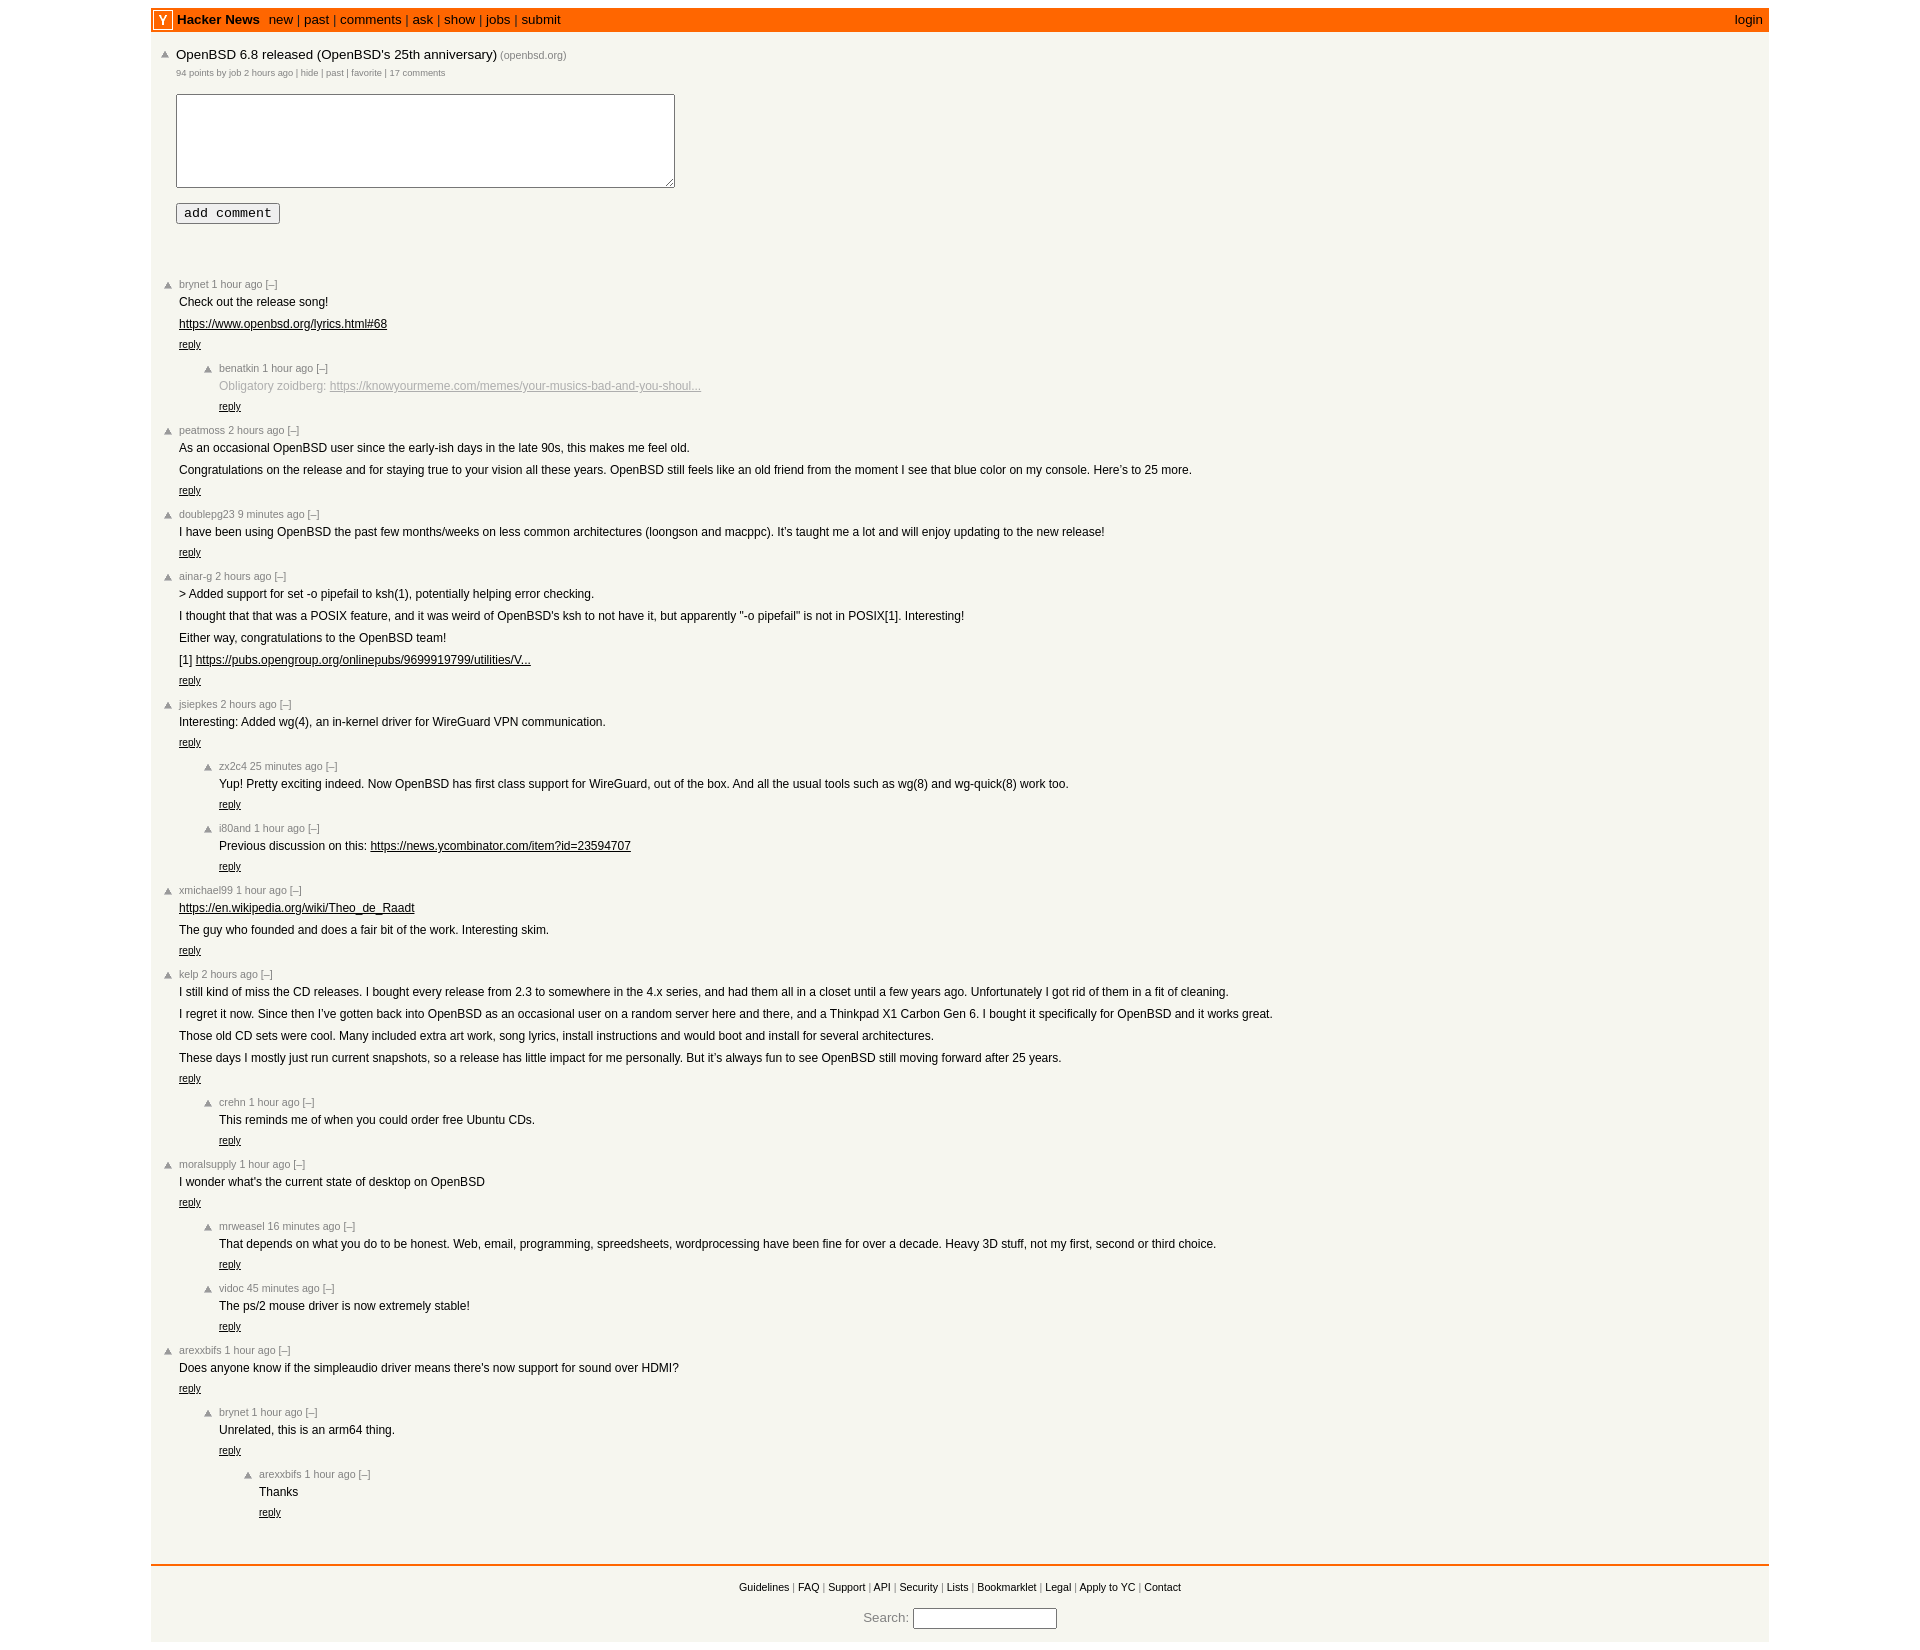 Y Hacker News new | past | comments | ask | show | jobs | submit login
OpenBSD 6.8 released (OpenBSD's 25th anniversary) (openbsd.org)
94 points by job 2 hours ago | hide | past | favorite | 17 comments
add comment
brynet 1 hour ago [–]
Check out the release song!
https://www.openbsd.org/lyrics.html#68
reply
benatkin 1 hour ago [–]
Obligatory zoidberg: https://knowyourmeme.com/memes/your-musics-bad-and-you-shoul...
reply
peatmoss 2 hours ago [–]
As an occasional OpenBSD user since the early-ish days in the late 90s, this makes me feel old.
Congratulations on the release and for staying true to your vision all these years. OpenBSD still feels like an old friend from the moment I see that blue color on my console. Here’s to 25 more.
reply
doublepg23 9 minutes ago [–]
I have been using OpenBSD the past few months/weeks on less common architectures (loongson and macppc). It’s taught me a lot and will enjoy updating to the new release!
reply
ainar-g 2 hours ago [–]
> Added support for set -o pipefail to ksh(1), potentially helping error checking.
I thought that that was a POSIX feature, and it was weird of OpenBSD's ksh to not have it, but apparently "-o pipefail" is not in POSIX[1]. Interesting!
Either way, congratulations to the OpenBSD team!
[1] https://pubs.opengroup.org/onlinepubs/9699919799/utilities/V...
reply
jsiepkes 2 hours ago [–]
Interesting: Added wg(4), an in-kernel driver for WireGuard VPN communication.
reply
zx2c4 25 minutes ago [–]
Yup! Pretty exciting indeed. Now OpenBSD has first class support for WireGuard, out of the box. And all the usual tools such as wg(8) and wg-quick(8) work too.
reply
i80and 1 hour ago [–]
Previous discussion on this: https://news.ycombinator.com/item?id=23594707
reply
xmichael99 1 hour ago [–]
https://en.wikipedia.org/wiki/Theo_de_Raadt
The guy who founded and does a fair bit of the work. Interesting skim.
reply
kelp 2 hours ago [–]
I still kind of miss the CD releases. I bought every release from 2.3 to somewhere in the 4.x series, and had them all in a closet until a few years ago. Unfortunately I got rid of them in a fit of cleaning.
I regret it now. Since then I’ve gotten back into OpenBSD as an occasional user on a random server here and there, and a Thinkpad X1 Carbon Gen 6. I bought it specifically for OpenBSD and it works great.
Those old CD sets were cool. Many included extra art work, song lyrics, install instructions and would boot and install for several architectures.
These days I mostly just run current snapshots, so a release has little impact for me personally. But it’s always fun to see OpenBSD still moving forward after 25 years.
reply
crehn 1 hour ago [–]
This reminds me of when you could order free Ubuntu CDs.
reply
moralsupply 1 hour ago [–]
I wonder what's the current state of desktop on OpenBSD
reply
mrweasel 16 minutes ago [–]
That depends on what you do to be honest. Web, email, programming, spreedsheets, wordprocessing have been fine for over a decade. Heavy 3D stuff, not my first, second or third choice.
reply
vidoc 45 minutes ago [–]
The ps/2 mouse driver is now extremely stable!
reply
arexxbifs 1 hour ago [–]
Does anyone know if the simpleaudio driver means there's now support for sound over HDMI?
reply
brynet 1 hour ago [–]
Unrelated, this is an arm64 thing.
reply
arexxbifs 1 hour ago [–]
Thanks
reply
Guidelines | FAQ | Support | API | Security | Lists | Bookmarklet | Legal | Apply to YC | Contact
Search: